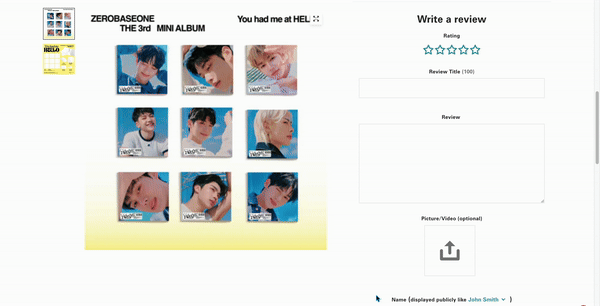 ZEROBASEONE
You had me at HEL
THE 3rd MINI ALBUM
Write a review
Rating
Review Title (100)
Review
Picture/Video (optional)
Name (displayed publicly like John Smith )